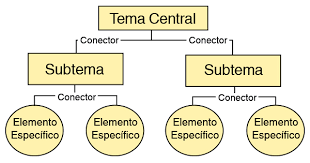 Tema Central
Conector Conector
Subtema Subtema
Conector Conector
Elemento Elemento Elemento Elemento
Específico Específico Específico Específico